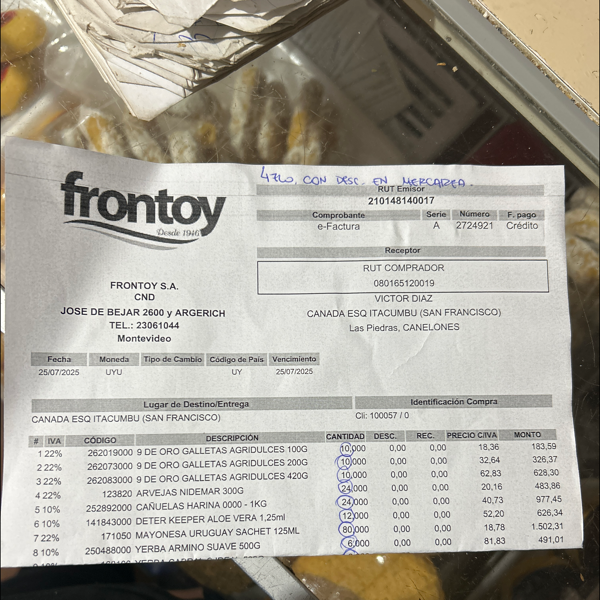 4720, CON DESC. EN MERCADEA.
frontoy
Desde 1946
RUT Emisor
210148140017
Comprobante Serie Número F. pago
e-Factura A 2724921 Crédito
Receptor
RUT COMPRADOR
080165120019
VICTOR DIAZ
CANADA ESQ ITACUMBU (SAN FRANCISCO)
Las Piedras, CANELONES
FRONTOY S.A.
CND
JOSE DE BEJAR 2600 y ARGERICH
TEL.: 23061044
Montevideo
Fecha Moneda Tipo de Cambio Código de País Vencimiento
25/07/2025 UYU UY 25/07/2025
Lugar de Destino/Entrega Identificación Compra
CANADA ESQ ITACUMBU (SAN FRANCISCO) Cli: 100057 / 0
# IVA CÓDIGO DESCRIPCIÓN CANTIDAD DESC. REC. PRECIO C/IVA MONTO
1 22% 262019000 9 DE ORO GALLETAS AGRIDULCES 100G 10,000 0,00 0,00 18,36 183,59
2 22% 262073000 9 DE ORO GALLETAS AGRIDULCES 200G 10,000 0,00 0,00 32,64 326,37
3 22% 262083000 9 DE ORO GALLETAS AGRIDULCES 420G 10,000 0,00 0,00 62,83 628,30
4 22% 123820 ARVEJAS NIDEMAR 300G 24,000 0,00 0,00 20,16 483,86
5 10% 252892000 CAÑUELAS HARINA 0000 - 1KG 24,000 0,00 0,00 40,73 977,45
6 10% 141843000 DETER KEEPER ALOE VERA 1,25ml 12,000 0,00 0,00 52,20 626,34
7 22% 171050 MAYONESA URUGUAY SACHET 125ML 80,000 0,00 0,00 18,78 1.502,31
8 10% 250488000 YERBA ARMINO SUAVE 500G 6,000 0,00 0,00 81,83 491,01